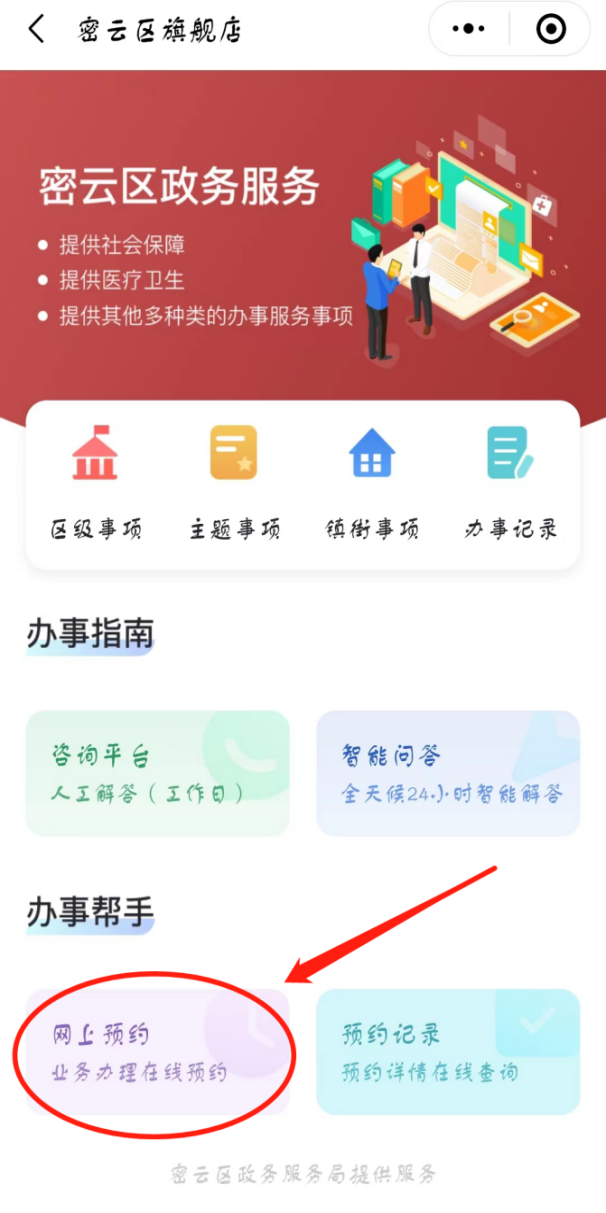 密云区旗舰店
密云区政务服务
提供社会保障
提供医疗卫生
提供其他多种类的办事服务事项
区级事项 主题事项 镇街事项 办事记录
办事指南
咨询平台 智能问答
人工解答（工作日） 全天候24小时智能解答
办事帮手
网上预约 预约记录
业务办理在线预约 预约详情在线查询
密云区政务服务局提供服务